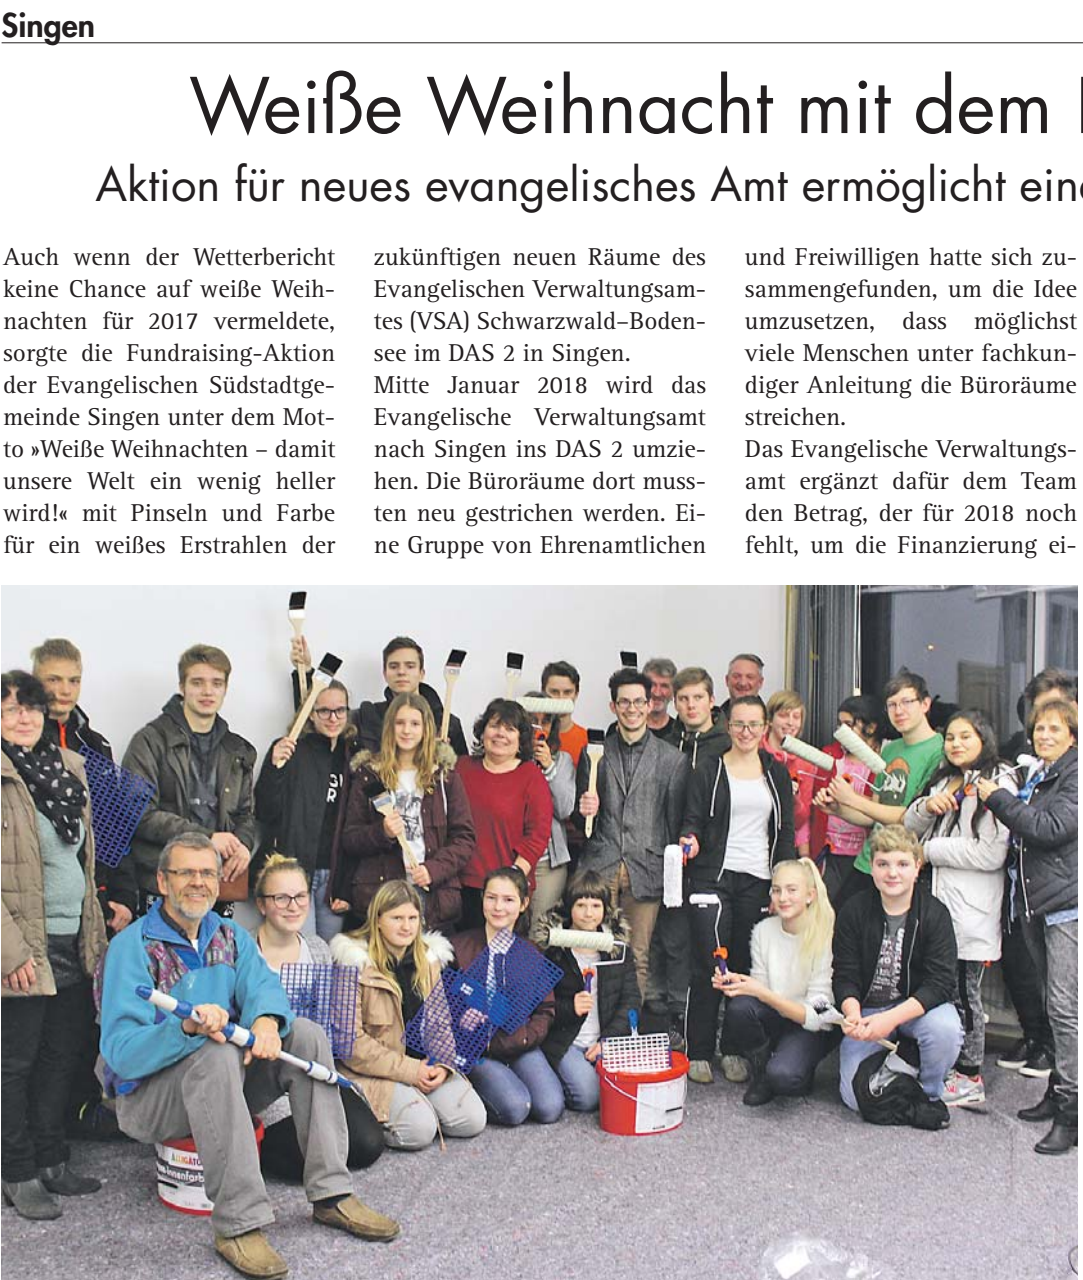 Singen
Weiße Weihnacht mit dem
Aktion für neues evangelisches Amt ermöglicht eine
Auch wenn der Wetterbericht
keine Chance auf weiße Weih-
nachten für 2017 vermeldete,
sorgte die Fundraising-Aktion
der Evangelischen Südstadtge-
meinde Singen unter dem Mot-
to »Weiße Weihnachten – damit
unsere Welt ein wenig heller
wird!« mit Pinseln und Farbe
für ein weißes Erstrahlen der
zukünftigen neuen Räume des
Evangelischen Verwaltungsam-
tes (VSA) Schwarzwald–Boden-
see im DAS 2 in Singen.
Mitte Januar 2018 wird das
Evangelische Verwaltungsamt
nach Singen ins DAS 2 umzie-
hen. Die Büroräume dort muss-
ten neu gestrichen werden. Ei-
ne Gruppe von Ehrenamtlichen
und Freiwilligen hatte sich zu-
sammengefunden, um die Idee
umzusetzen, dass möglichst
viele Menschen unter fachkun-
diger Anleitung die Büroräume
streichen.
Das Evangelische Verwaltungs-
amt ergänzt dafür dem Team
den Betrag, der für 2018 noch
fehlt, um die Finanzierung ei-